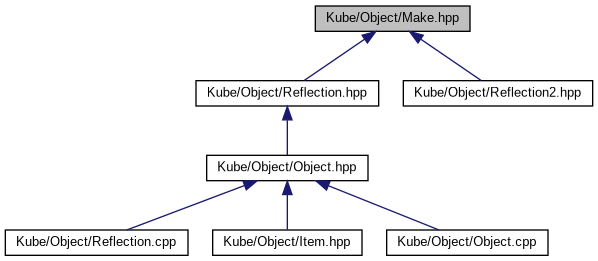 Kube/Object/Make.hpp
Kube/Object/Reflection.hpp
Kube/Object/Reflection2.hpp
Kube/Object/Object.hpp
Kube/Object/Reflection.cpp
Kube/Object/Item.hpp
Kube/Object/Object.cpp